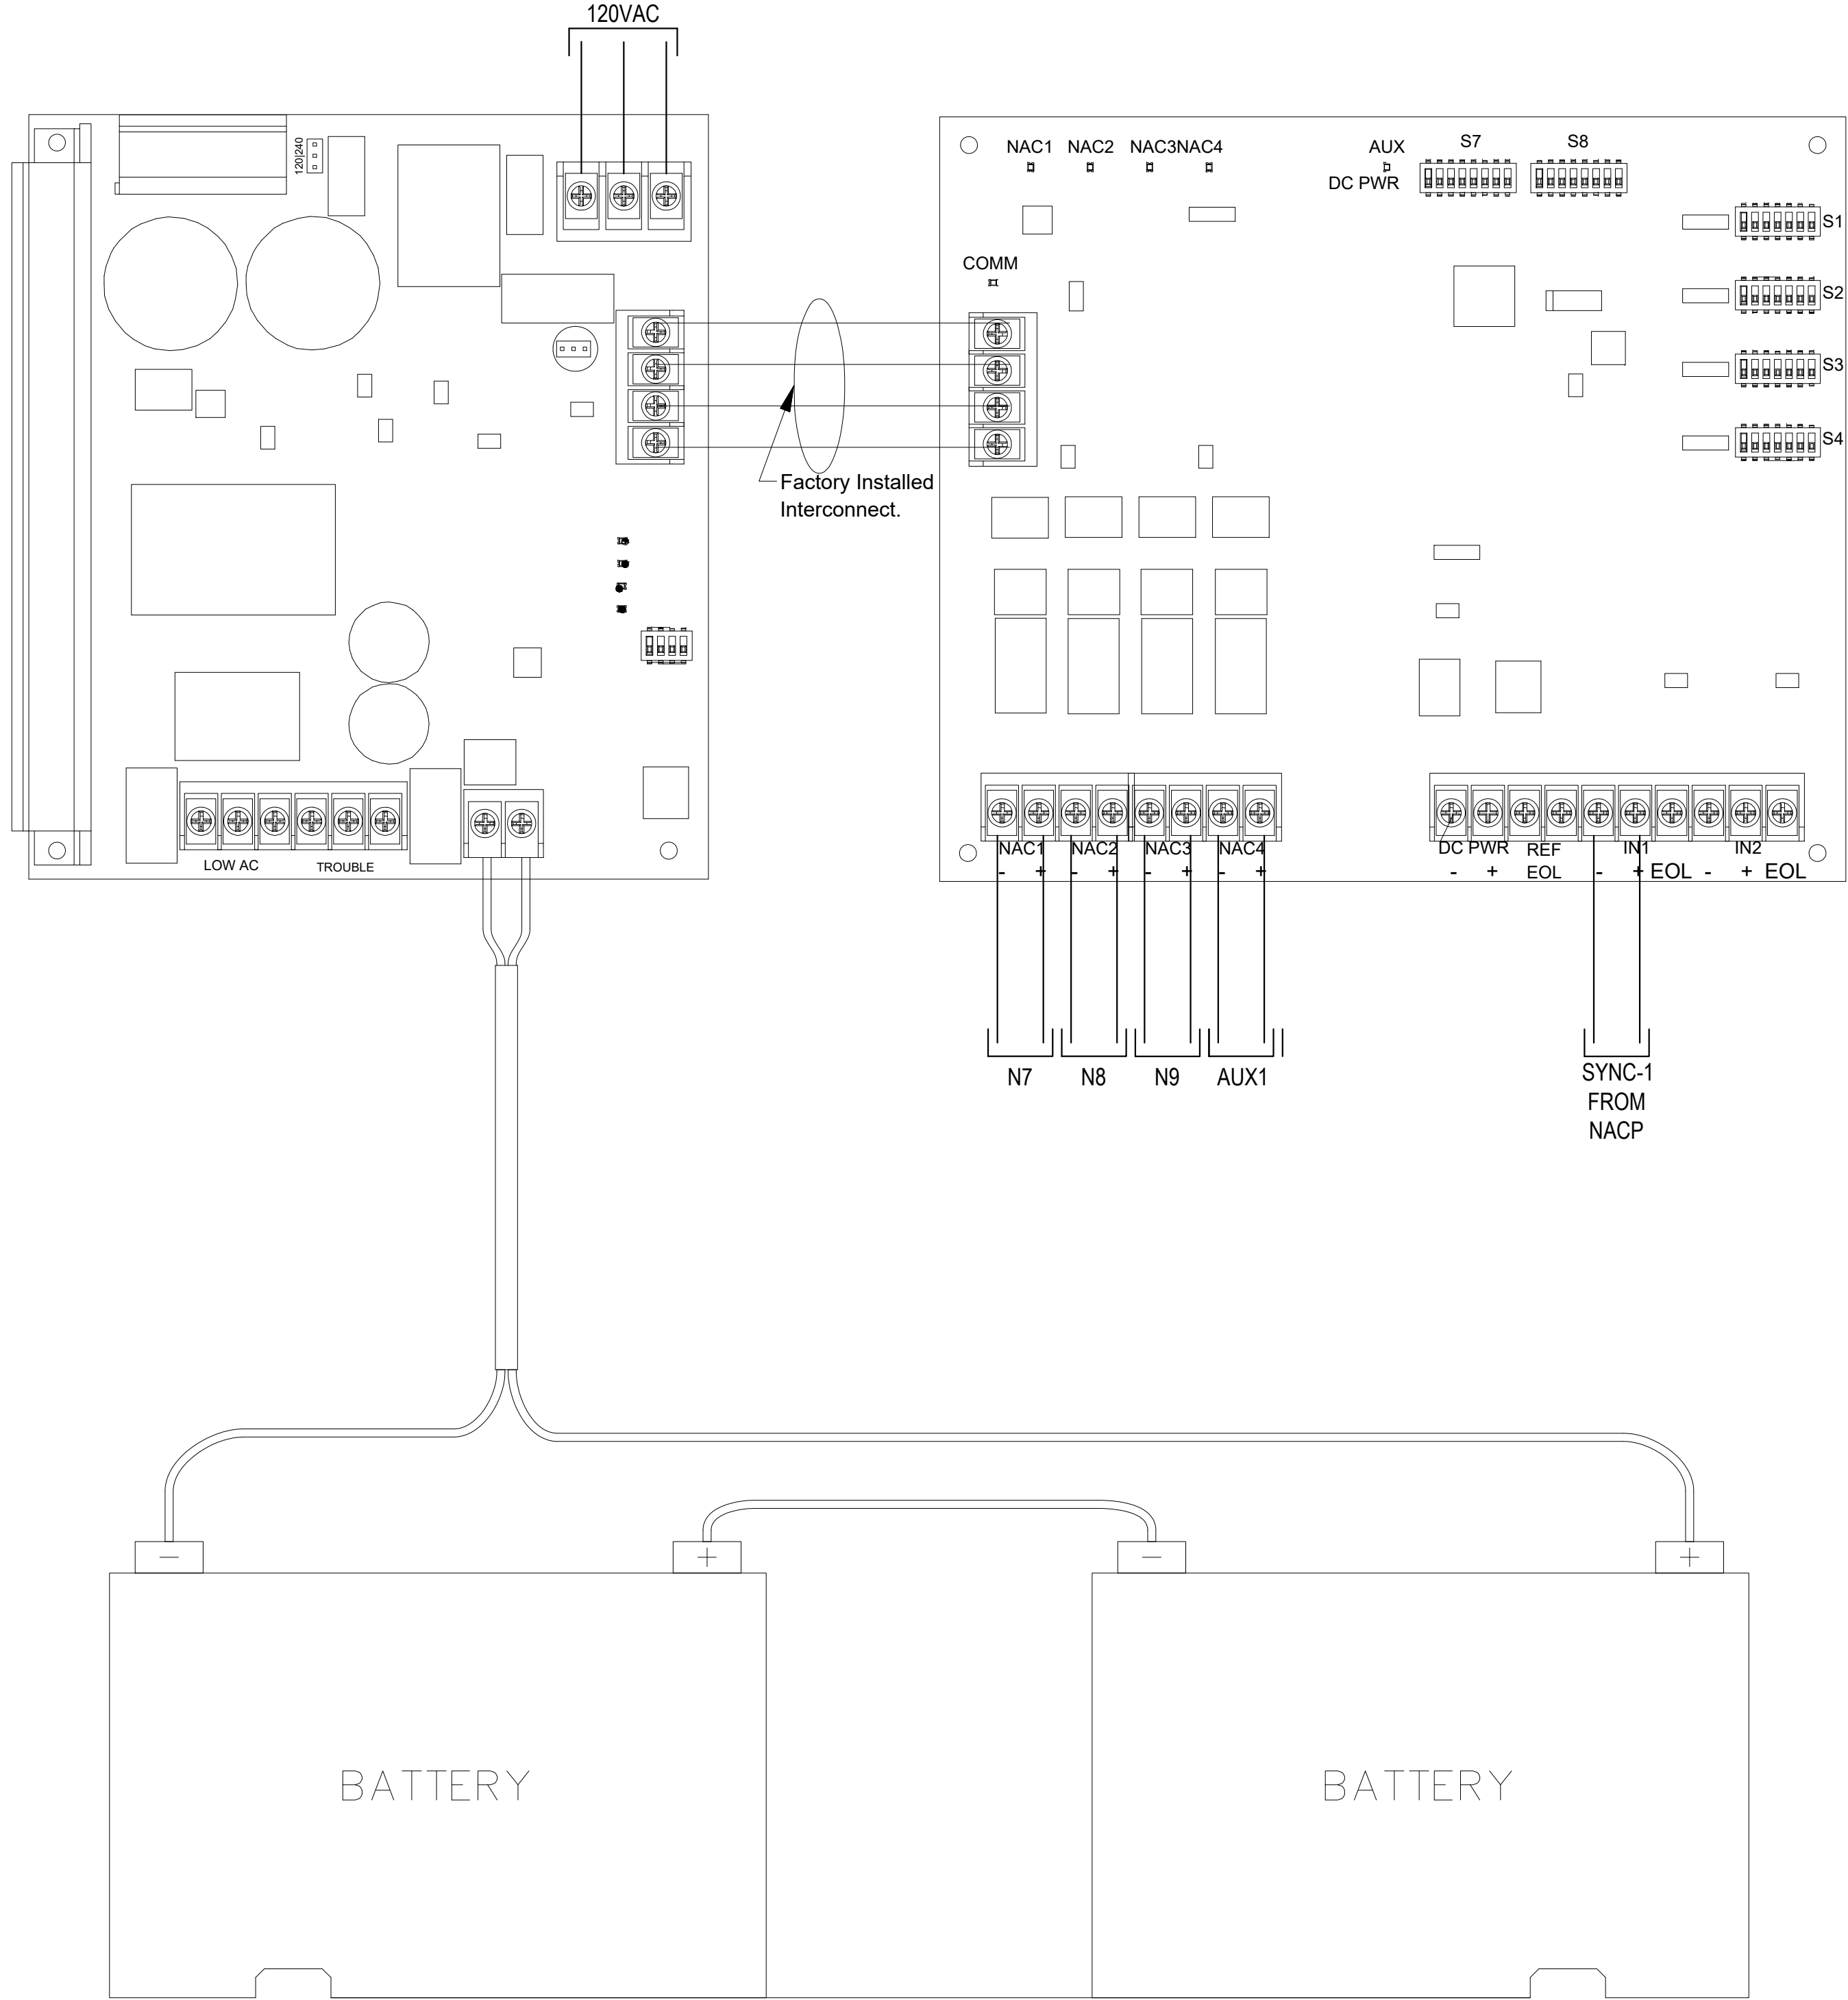 120VAC
120|240
NAC1 NAC2 NAC3NAC4
AUX
DC PWR
S7 S8
S1
S2
S3
S4
COMM
Factory Installed
Interconnect.
LOW AC TROUBLE
NAC1 NAC2 NAC3 NAC4
- + - + - + - +
DC PWR REF IN1 IN2
- + EOL - + EOL - + EOL
N7 N8 N9 AUX1
SYNC-1
FROM
NACP
− + − +
BATTERY BATTERY